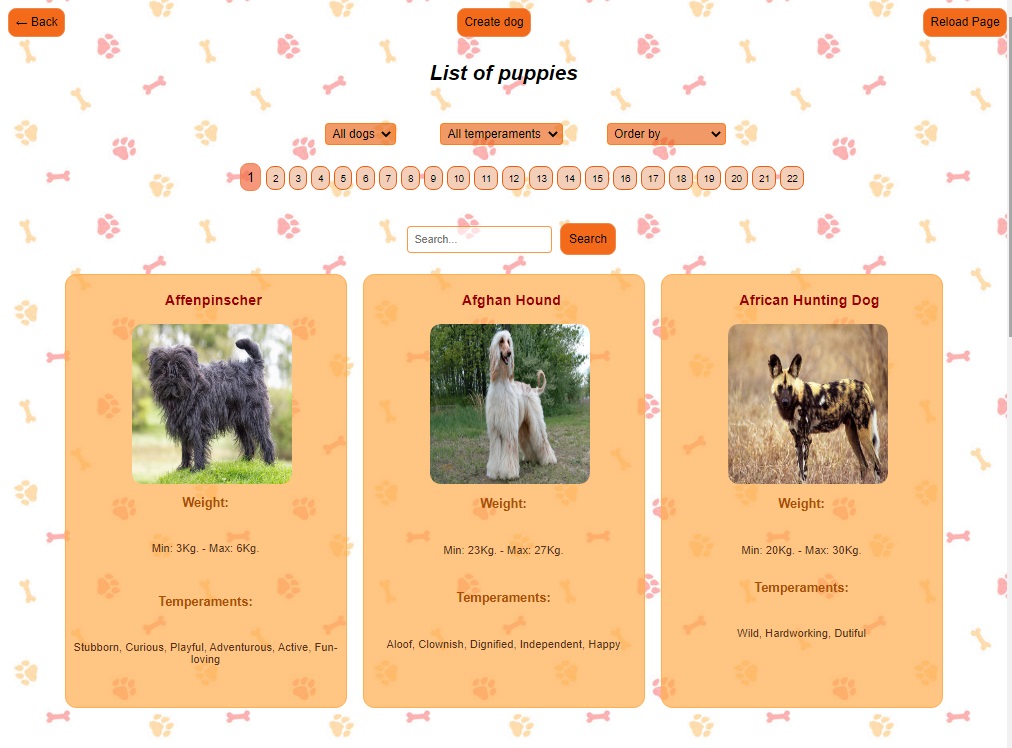 ← Back
Create dog
Reload Page
List of puppies
All dogs
All temperaments
Order by
1 2 3 4 5 6 7 8 9 10 11 12 13 14 15 16 17 18 19 20 21 22
Search...
Search
Affenpinscher
Weight:
Min: 3Kg. - Max: 6Kg.
Temperaments:
Stubborn, Curious, Playful, Adventurous, Active, Fun-
loving
Afghan Hound
Weight:
Min: 23Kg. - Max: 27Kg.
Temperaments:
Aloof, Clownish, Dignified, Independent, Happy
African Hunting Dog
Weight:
Min: 20Kg. - Max: 30Kg.
Temperaments:
Wild, Hardworking, Dutiful